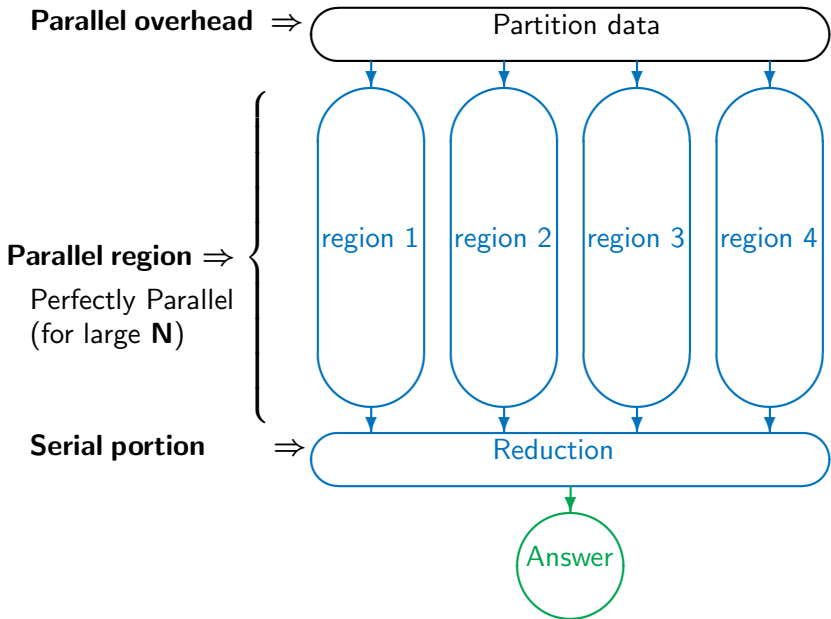 Parallel overhead ⇒
Partition data
region 1
region 2
region 3
region 4
Parallel region ⇒
Perfectly Parallel
(for large N)
Serial portion ⇒
Reduction
Answer